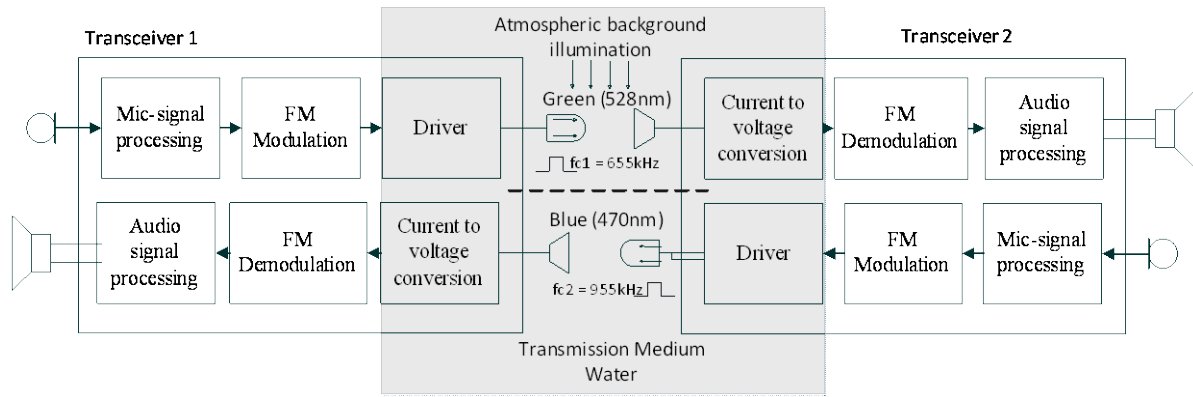 Transceiver 1
Atmospheric background
illumination
Transceiver 2
Mic-signal
processing
FM
Modulation
Driver
Green (528nm)
fc1 = 655kHz
Current to
voltage
conversion
FM
Demodulation
Audio
signal
processing
Audio
signal
processing
FM
Demodulation
Current to
voltage
conversion
Blue (470nm)
fc2 = 955kHz
Driver
FM
Modulation
Mic-signal
processing
Transmission Medium
Water